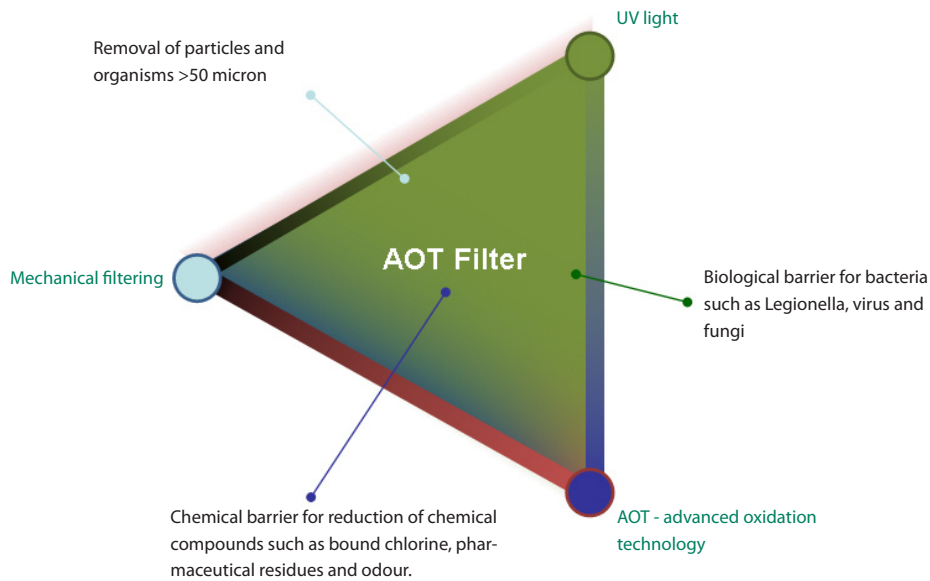 UV light
Removal of particles and
organisms >50 micron
AOT Filter
Mechanical filtering
Biological barrier for bacteria
such as Legionella, virus and
fungi
Chemical barrier for reduction of chemical
compounds such as bound chlorine, phar-
maceutical residues and odour.
AOT - advanced oxidation
technology